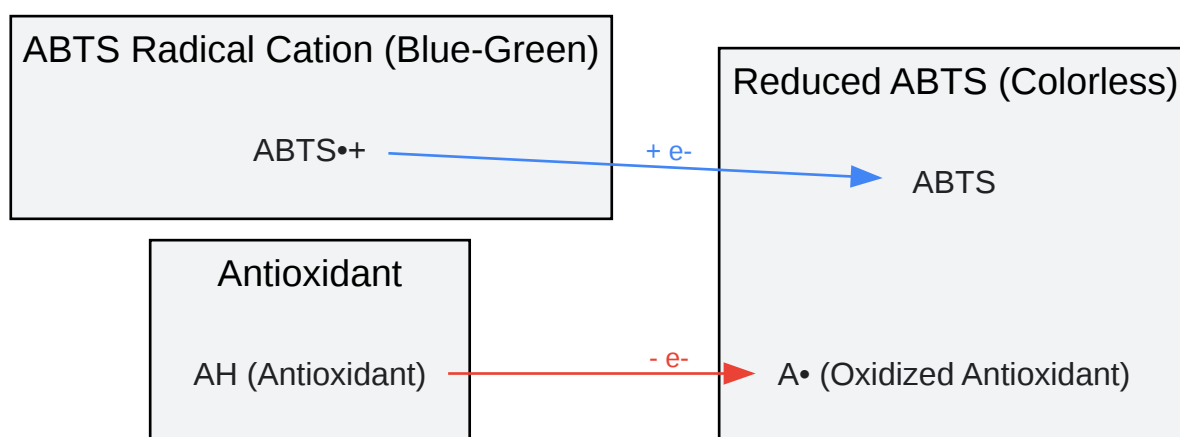 ABTS Radical Cation (Blue-Green)
ABTS•+
+ e-
Reduced ABTS (Colorless)
ABTS
Antioxidant
AH (Antioxidant)
- e-
A• (Oxidized Antioxidant)